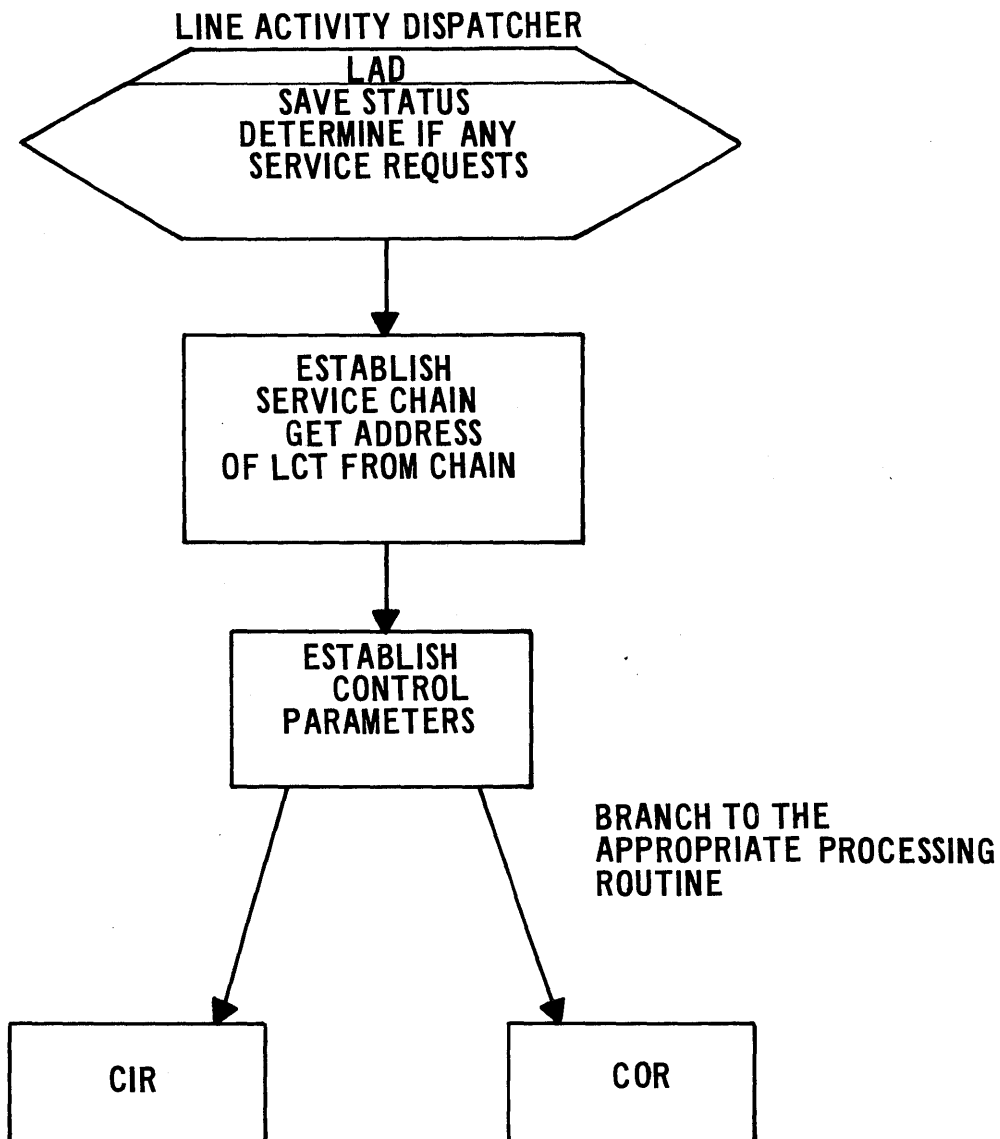 LINE ACTIVITY DISPATCHER
LAD
SAVE STATUS
DETERMINE IF ANY
SERVICE REQUESTS
ESTABLISH
SERVICE CHAIN
GET ADDRESS
OF LCT FROM CHAIN
ESTABLISH
CONTROL
PARAMETERS
BRANCH TO THE
APPROPRIATE PROCESSING
ROUTINE
CIR
COR